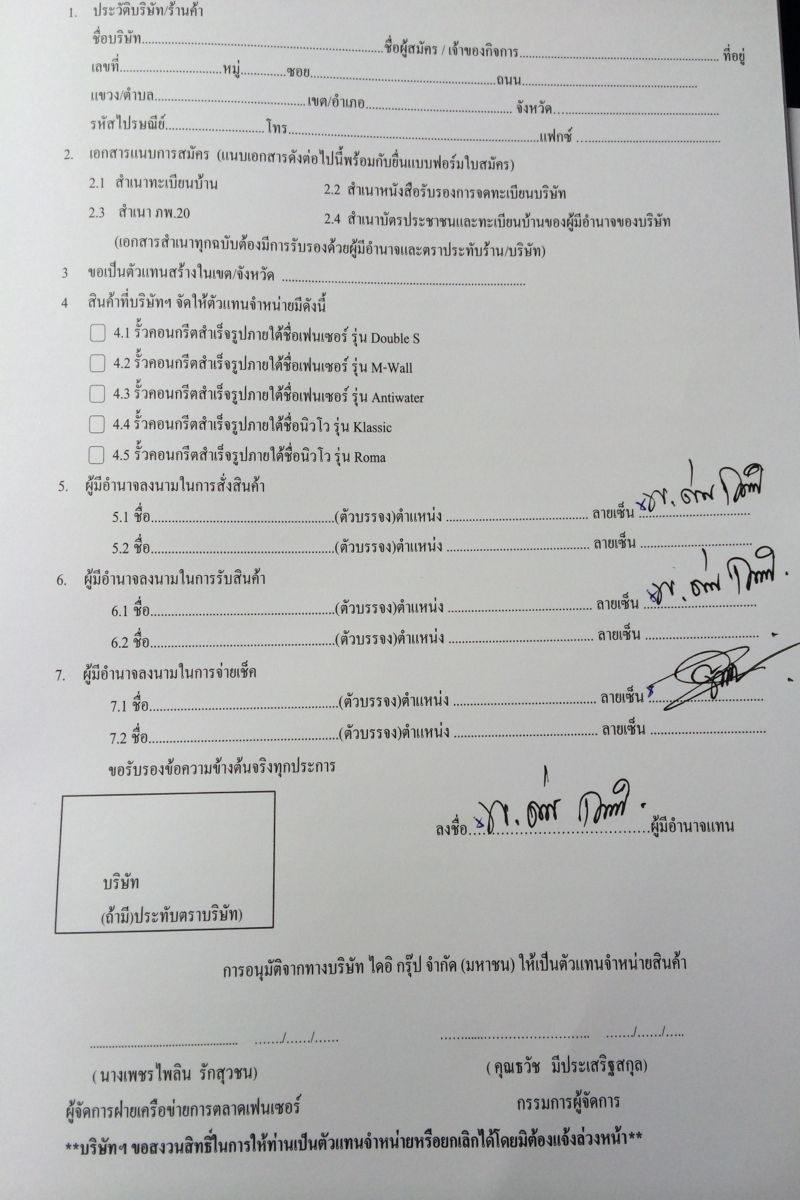 1. ประวัติบริษัท/ร้านค้า
ชื่อบริษัท................................................ชื่อผู้สมัคร / เจ้าของกิจการ........................................ ที่อยู่
เลขที่....................หมู่.........ซอย.....................................ถนน...................................
แขวง/ตำบล..............................เขต/อำเภอ............................. จังหวัด...............................
รหัสไปรษณีย์....................โทร..................................................แฟกซ์ ............................
2. เอกสารแนบการสมัคร (แนบเอกสารดังต่อไปนี้พร้อมกับยื่นแบบฟอร์มใบสมัคร)
2.1 สำเนาทะเบียนบ้าน 2.2 สำเนาหนังสือรับรองการจดทะเบียนบริษัท
2.3 สำเนา ภพ.20 2.4 สำเนาบัตรประชาชนและทะเบียนบ้านของผู้มีอำนาจของบริษัท
(เอกสารสำเนาทุกฉบับต้องมีการรับรองด้วยผู้มีอำนาจและตราประทับร้าน/บริษัท)
3 ขอเป็นตัวแทนสร้างในเขต/จังหวัด ................................................
4 สินค้าที่บริษัทฯ จัดให้ตัวแทนจำหน่ายมีดังนี้
4.1 รั้วคอนกรีตสำเร็จรูปภายใต้ชื่อเฟนเซอร์ รุ่น Double S
4.2 รั้วคอนกรีตสำเร็จรูปภายใต้ชื่อเฟนเซอร์ รุ่น M-Wall
4.3 รั้วคอนกรีตสำเร็จรูปภายใต้ชื่อเฟนเซอร์ รุ่น Antiwater
4.4 รั้วคอนกรีตสำเร็จรูปภายใต้ชื่อนิวโว รุ่น Klassic
4.5 รั้วคอนกรีตสำเร็จรูปภายใต้ชื่อนิวโว รุ่น Roma
5. ผู้มีอำนาจลงนามในการสั่งสินค้า
5.1 ชื่อ.....................................(ตัวบรรจง)ตำแหน่ง ............................ ลายเซ็น ......................
5.2 ชื่อ.....................................(ตัวบรรจง)ตำแหน่ง ............................ ลายเซ็น ......................
6. ผู้มีอำนาจลงนามในการรับสินค้า
6.1 ชื่อ.....................................(ตัวบรรจง)ตำแหน่ง ............................ ลายเซ็น ......................
6.2 ชื่อ.....................................(ตัวบรรจง)ตำแหน่ง ............................ ลายเซ็น ......................
7. ผู้มีอำนาจลงนามในการจ่ายเช็ค
7.1 ชื่อ.....................................(ตัวบรรจง)ตำแหน่ง ............................ ลายเซ็น ......................
7.2 ชื่อ.....................................(ตัวบรรจง)ตำแหน่ง ............................ ลายเซ็น ......................
ขอรับรองข้อความข้างต้นจริงทุกประการ
ลงชื่อ....................................ผู้มีอำนาจแทน
บริษัท
(ถ้ามี)ประทับตราบริษัท)
การอนุมัติจากทางบริษัท ไดอิ กรุ๊ป จำกัด (มหาชน) ให้เป็นตัวแทนจำหน่ายสินค้า
.............................. ......./....../....../...... .............................. ......./....../......
( นางเพชรไพลิน รักสุวชน) ( คุณธวัช มีประเสริฐสกุล)
ผู้จัดการฝ่ายเครือข่ายการตลาดเฟนเซอร์ กรรมการผู้จัดการ
**บริษัทฯ ขอสงวนสิทธิ์ในการให้ท่านเป็นตัวแทนจำหน่ายหรือยกเลิกได้โดยมิต้องแจ้งล่วงหน้า**